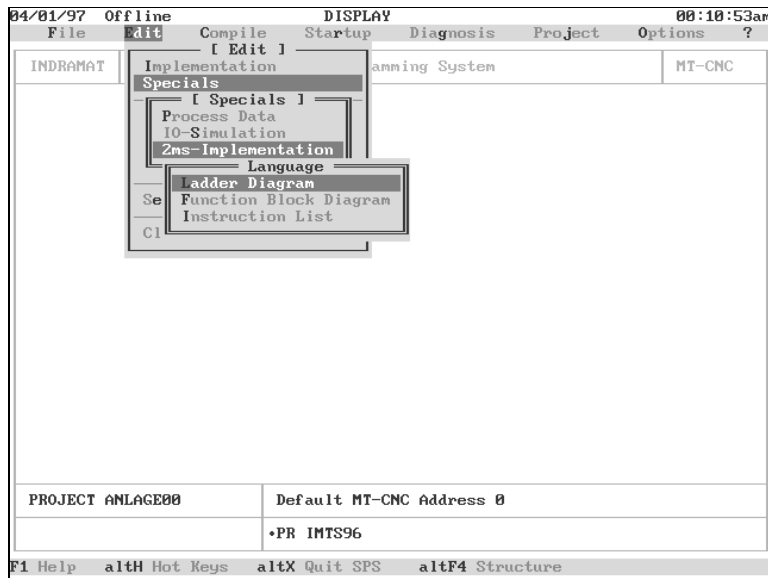 04/01/97 Offline DISPLAY 00:10:53am
File Edit Compile Startup Diagnosis Project Options ?
[ Edit ]
INDRAMAT Implementation amming System MT-CNC
Specials
[ Specials ]
Process Data
IO-Simulation
2ms-Implementation
Language
Ladder Diagram
Se Function Block Diagram
Instruction List
Cl
PROJECT ANLAGE00 Default MT-CNC Address 0
•PR IMTS96
F1 Help altH Hot Keys altX Quit SPS altF4 Structure